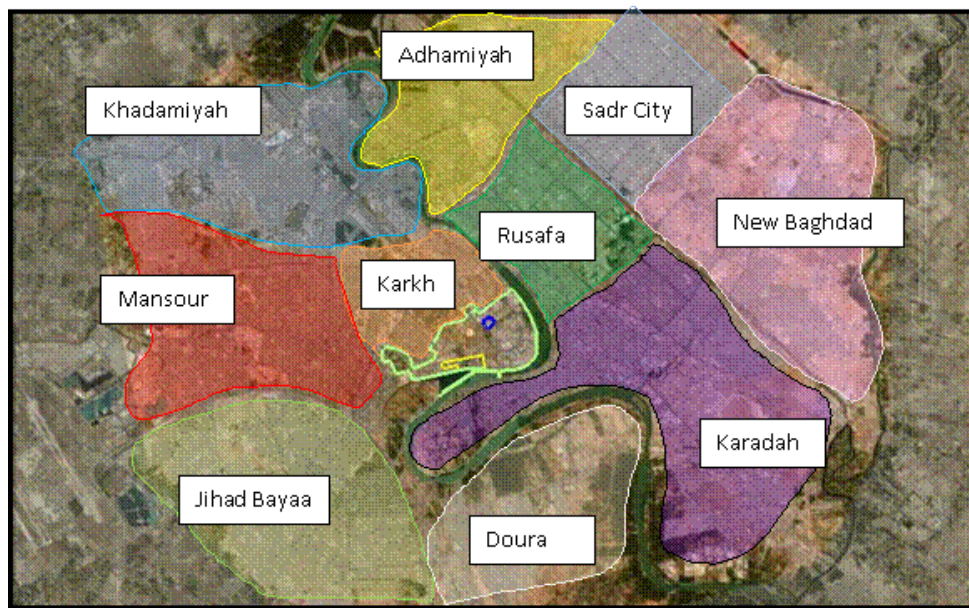 Adhamiyah
Khadamiyah
Sadr City
New Baghdad
Rusafa
Karkh
Mansour
Karadah
Jihad Bayaa
Doura